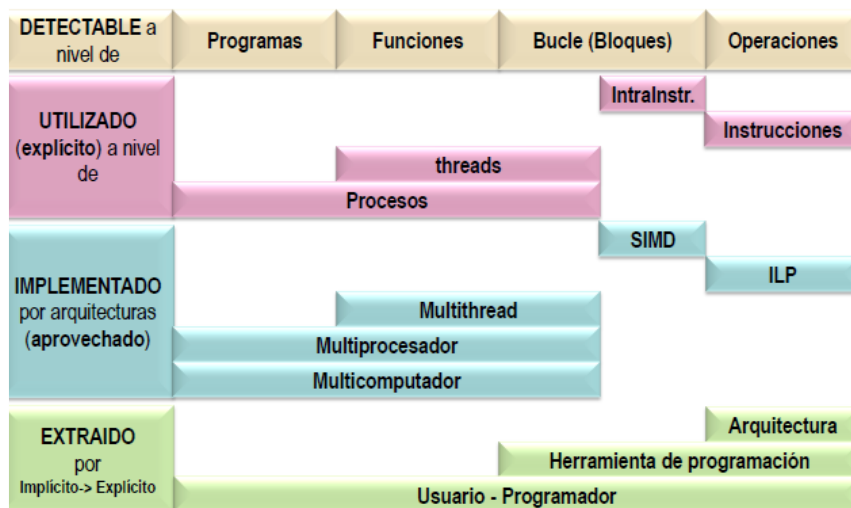 DETECTABLE a
nivel de
Programas
Funciones
Bucle (Bloques)
Operaciones
UTILIZADO
(explícito) a nivel
de
IntraInstr.
Instrucciones
threads
Procesos
IMPLEMENTADO
por arquitecturas
(aprovechado)
SIMD
ILP
Multithread
Multiprocesador
Multicomputador
EXTRAIDO
por
Implícito-> Explícito
Arquitectura
Herramienta de programación
Usuario - Programador